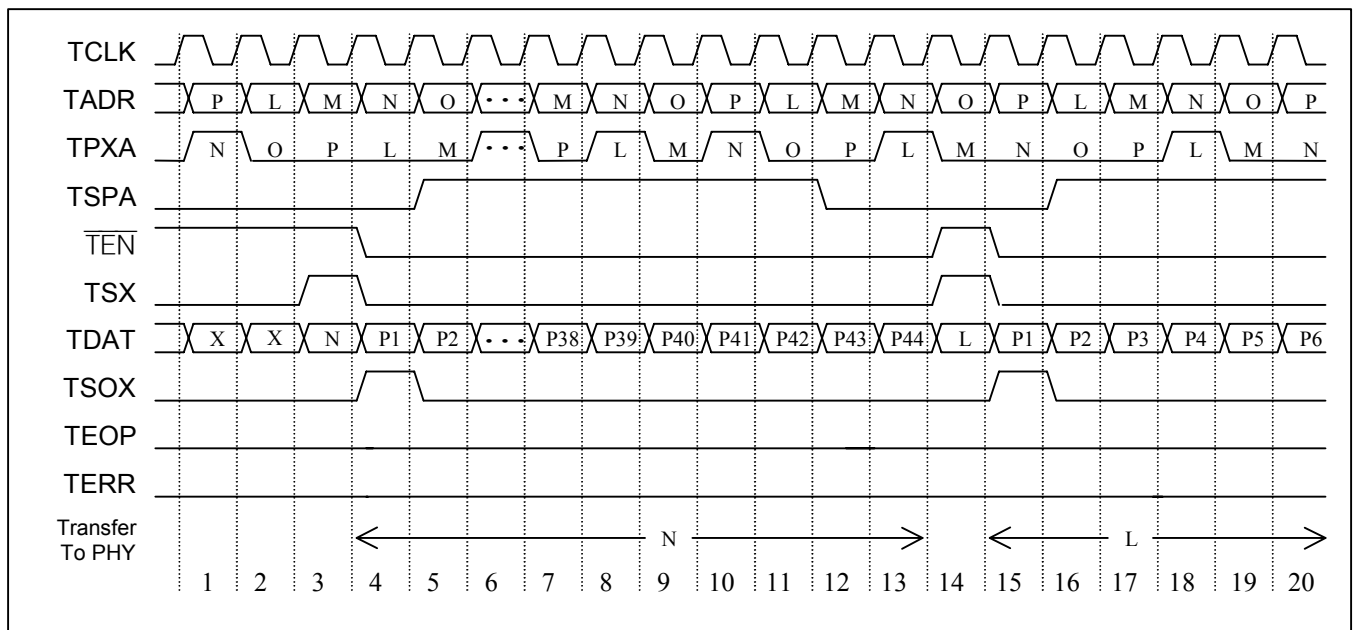 TCLK
TADR P L M N O · · · M N O P L M N O P L M N O P
TPXA N O P L M · · · P L M N O P L M N O P L M N
TSPA
TEN
TSX
TDAT X X N P1 P2 · · · P38 P39 P40 P41 P42 P43 P44 L P1 P2 P3 P4 P5 P6
TSOX
TEOP
TERR
Transfer
To PHY
N L
1 2 3 4 5 6 7 8 9 10 11 12 13 14 15 16 17 18 19 20